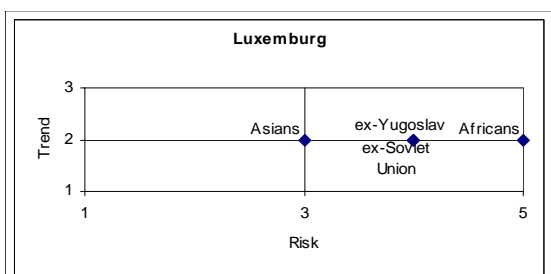 Luxemburg
3
Trend
2
Asians
ex-Yugoslav
ex-Soviet
Union
Africans
1
1
3
5
Risk